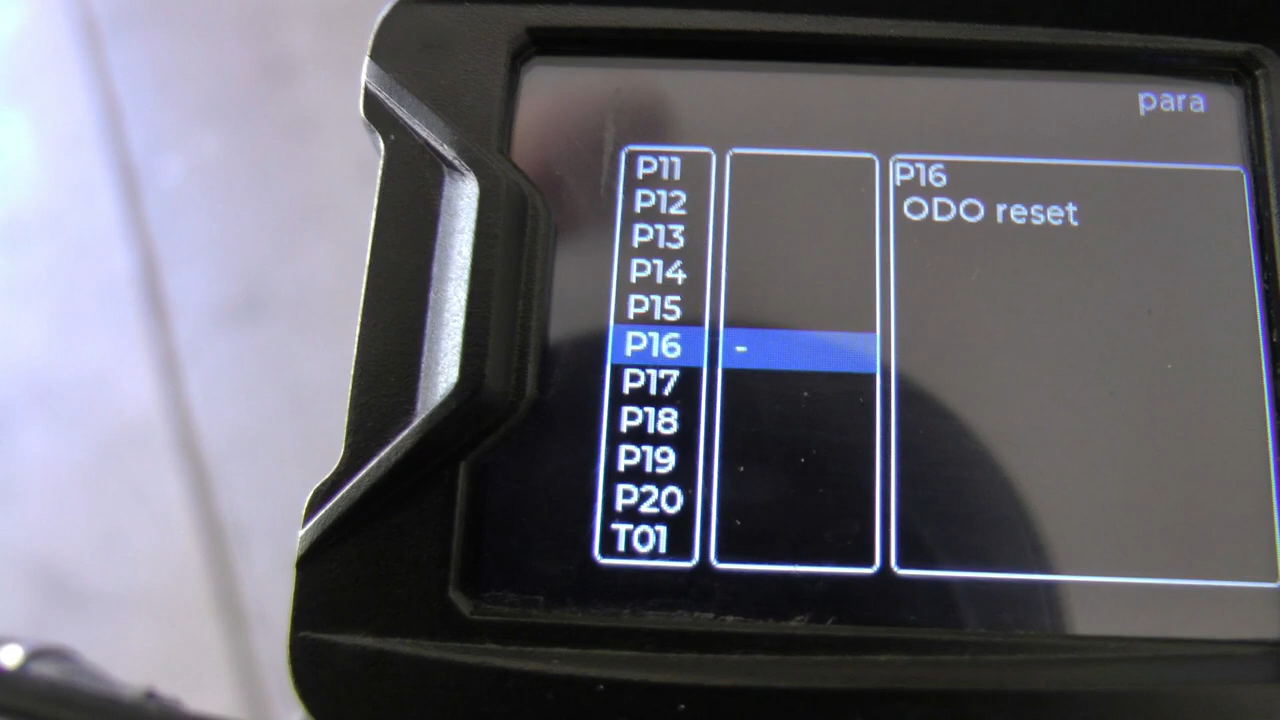 para
P11
P12
P13
P14
P15
P16 -
P17
P18
P19
P20
T01
P16
ODO reset